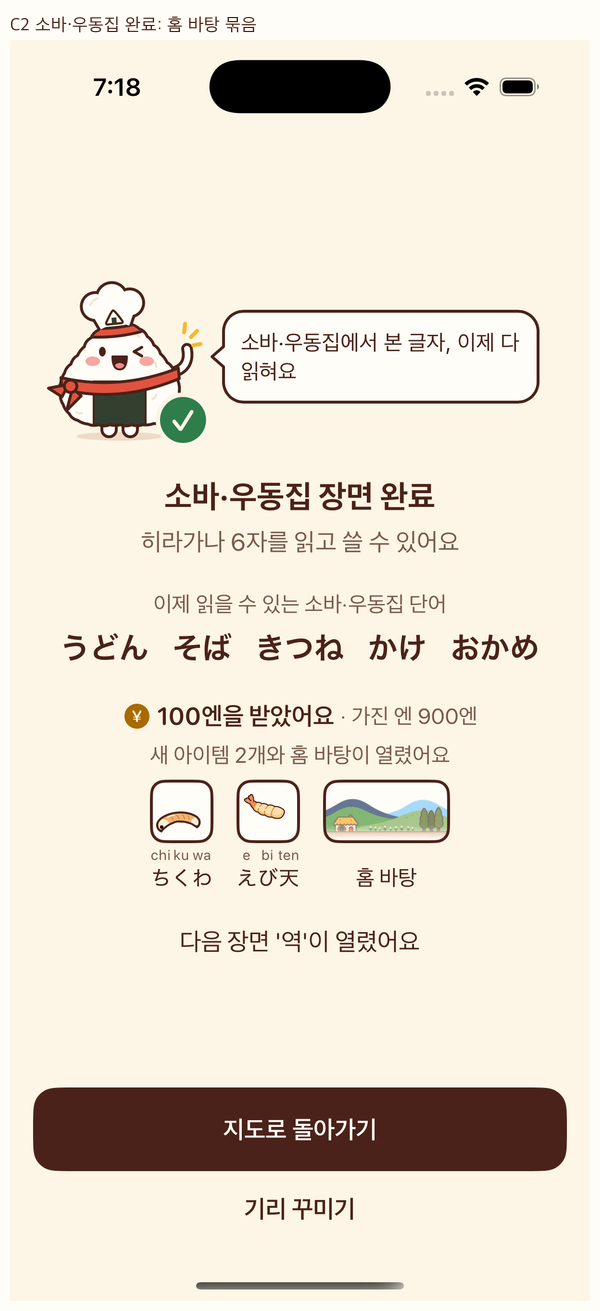 C2 소바·우동집 완료: 홈 바탕 묶음
7:18
소바·우동집에서 본 글자, 이제 다
읽혀요
소바·우동집 장면 완료
히라가나 6자를 읽고 쓸 수 있어요
이제 읽을 수 있는 소바·우동집 단어
うどん そば きつね かけ おかめ
¥ 100엔을 받았어요 · 가진 엔 900엔
새 아이템 2개와 홈 바탕이 열렸어요
chi ku wa e bi ten
ちくわ えび天 홈 바탕
다음 장면 '역'이 열렸어요
지도로 돌아가기
기리 꾸미기